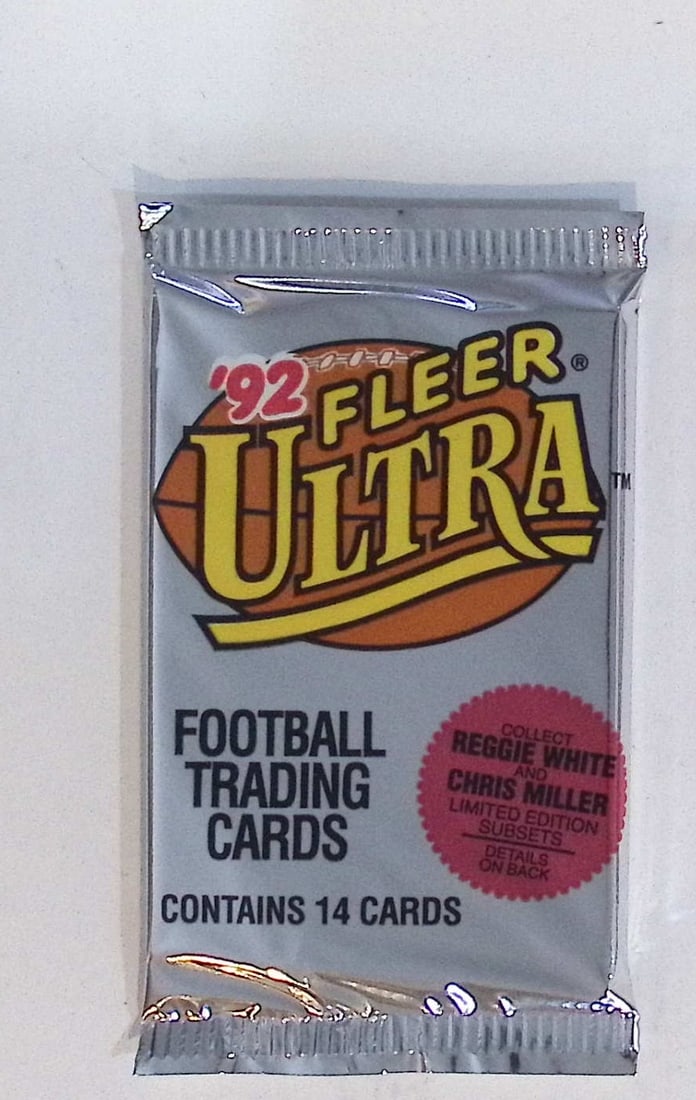 '92 FLEER®
ULTRA™
FOOTBALL
TRADING
CARDS
COLLECT
REGGIE WHITE
AND
CHRIS MILLER
LIMITED EDITION
SUBSETS
DETAILS
ON BACK
CONTAINS 14 CARDS